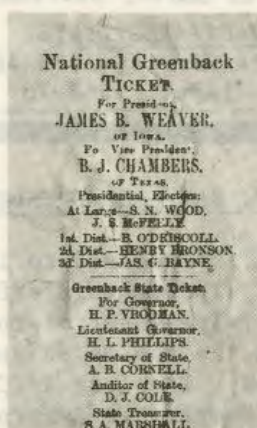 National Greenback
TICKET.
For President,
JAMES B. WEAVER,
OF IOWA.
Fo Vice President,
B. J. CHAMBERS,
OF TEXAS.
Presidential, Electors:
At Large—S. N. WOOD,
J. S. McFEELY
1st. Dist.—B. O'DRISCOLL.
2d, Dist.—HENRY BRONSON.
3d Dist.—JAS. G. BAYNE.
Greenback State Ticket.
For Governor,
H. P. VROOMAN.
Lieutenant Governor,
H. L. PHILLIPS.
Secretary of State,
A. B. CORNELL.
Auditor of State,
D. J. COLE.
State Treasurer,
S. A. MARSHALL.